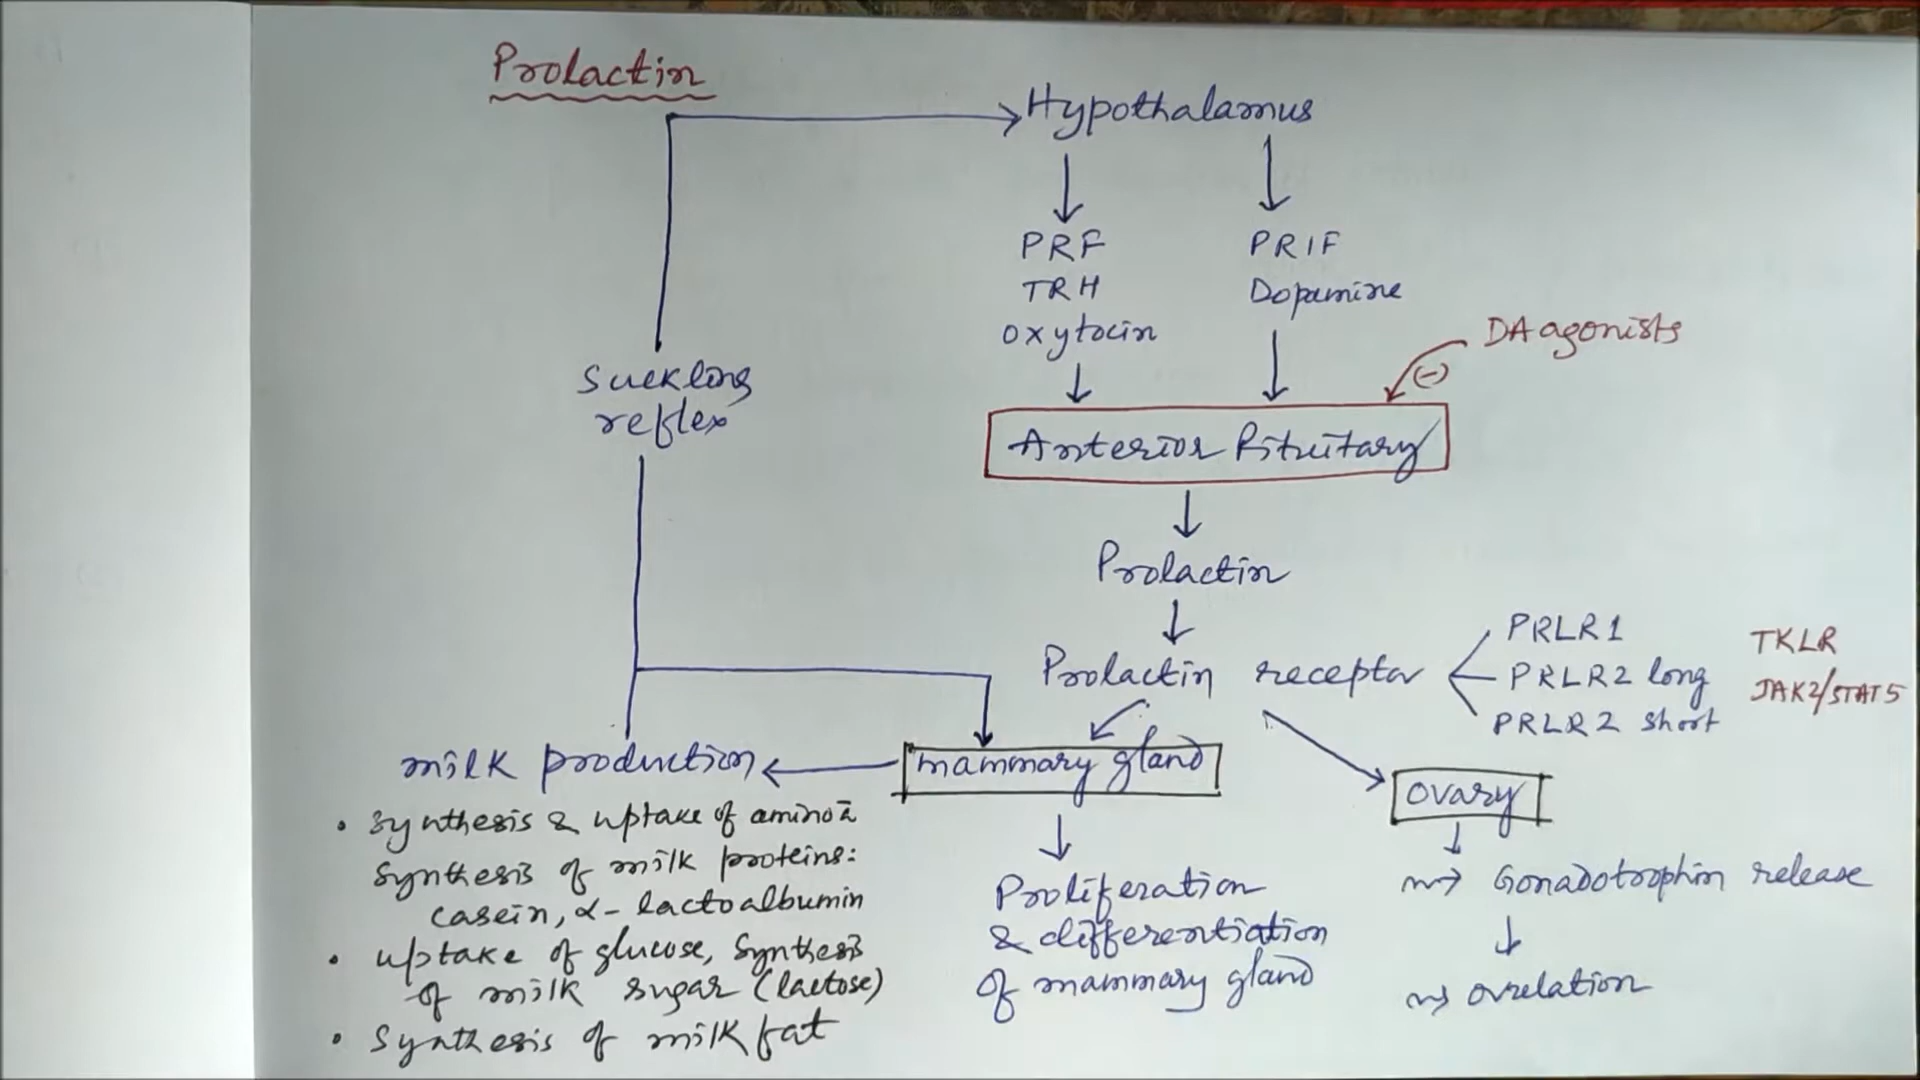 Prolactin
Hypothalamus
PRF
TRH
oxytocin
PRIF
Dopamine
DA agonists
(-)
Anterior Pituitary
Suckling
reflex
Prolactin
Prolactin receptor
PRLR1
PRLR2 long
PRLR2 short
TKLR
JAK2/STAT5
mammary gland
ovary
milk production
• synthesis & uptake of amino
synthesis of milk proteins:
casein, α-lactoalbumin
• uptake of glucose, synthesis
of milk sugar (lactose)
• synthesis of milk fat
Proliferation
& differentiation
of mammary gland
Gonadotrophin release